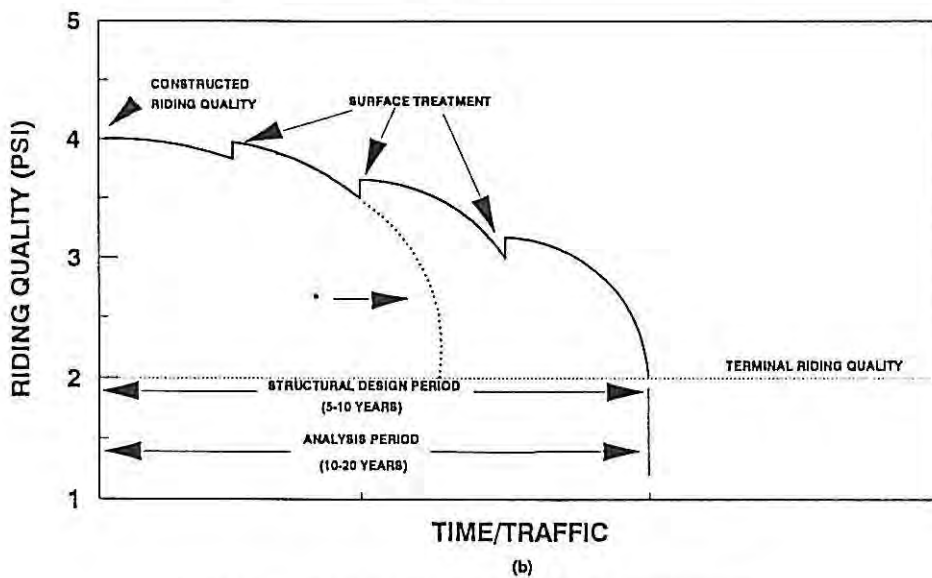 5
CONSTRUCTED
RIDING QUALITY
SURFACE TREATMENT
4
3
2
1
RIDING QUALITY (PSI)
TERMINAL RIDING QUALITY
STRUCTURAL DESIGN PERIOD
(5-10 YEARS)
ANALYSIS PERIOD
(10-20 YEARS)
TIME/TRAFFIC
(b)